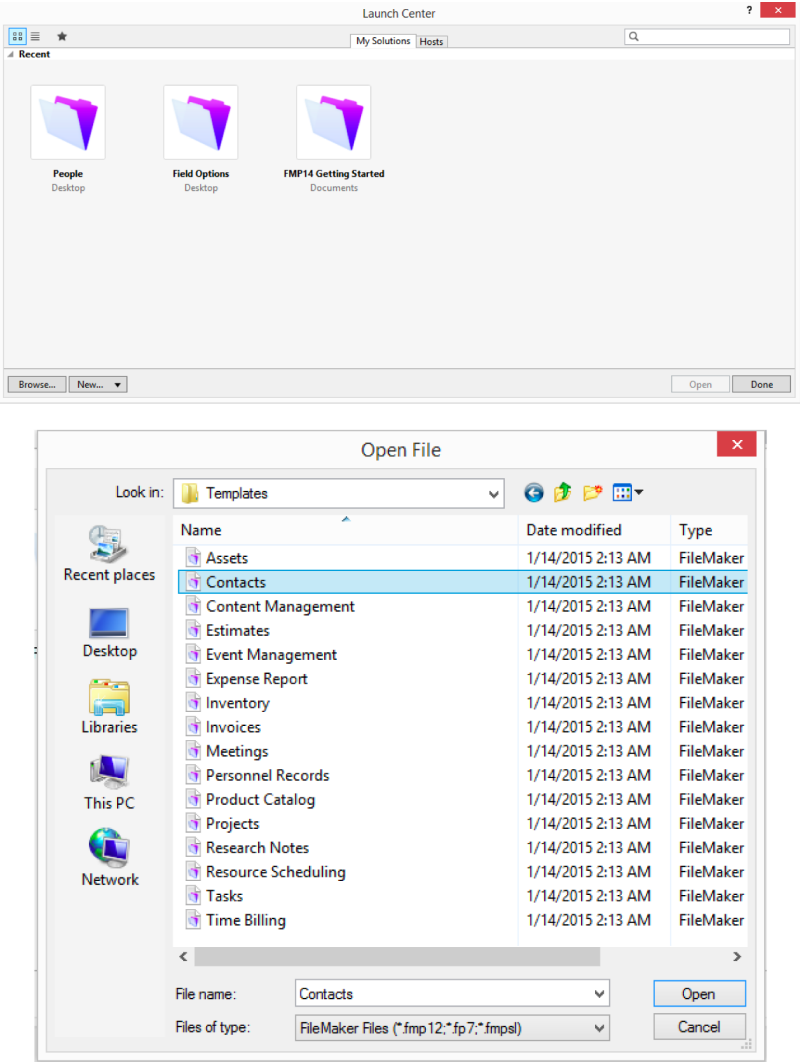 Launch Center
?
My Solutions Hosts
Recent
People Field Options FMP14 Getting Started
Desktop Desktop Documents
Browse... New... Open Done
Open File
Look in: Templates
Name Date modified Type
Recent places
Desktop
Libraries
This PC
Network
Assets 1/14/2015 2:13 AM FileMaker
Contacts 1/14/2015 2:13 AM FileMaker
Content Management 1/14/2015 2:13 AM FileMaker
Estimates 1/14/2015 2:13 AM FileMaker
Event Management 1/14/2015 2:13 AM FileMaker
Expense Report 1/14/2015 2:13 AM FileMaker
Inventory 1/14/2015 2:13 AM FileMaker
Invoices 1/14/2015 2:13 AM FileMaker
Meetings 1/14/2015 2:13 AM FileMaker
Personnel Records 1/14/2015 2:13 AM FileMaker
Product Catalog 1/14/2015 2:13 AM FileMaker
Projects 1/14/2015 2:13 AM FileMaker
Research Notes 1/14/2015 2:13 AM FileMaker
Resource Scheduling 1/14/2015 2:13 AM FileMaker
Tasks 1/14/2015 2:13 AM FileMaker
Time Billing 1/14/2015 2:13 AM FileMaker
File name: Contacts Open
Files of type: FileMaker Files (*.fmp12;*.fp7;*.fmpsl) Cancel